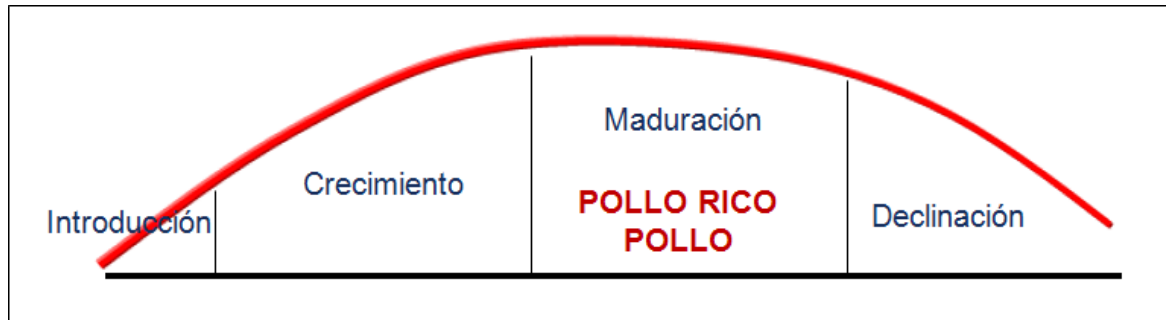 Introducción
Crecimiento
Maduración
POLLO RICO
POLLO
Declinación